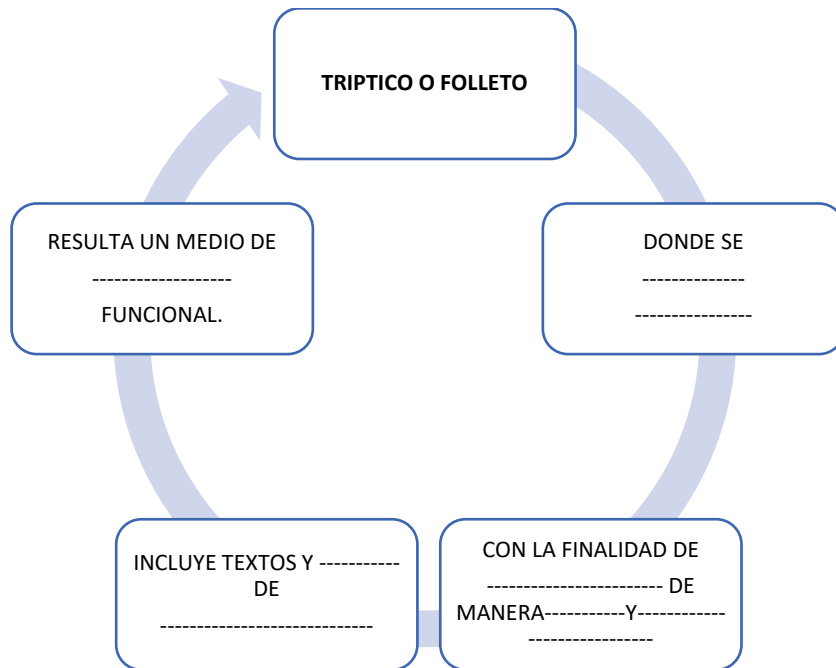 TRIPTICO O FOLLETO
DONDE SE
--------------
----------------
CON LA FINALIDAD DE
------------------------ DE
MANERA-----------Y------------
-----------------
INCLUYE TEXTOS Y -----------
DE
-----------------------------
RESULTA UN MEDIO DE
-------------------
FUNCIONAL.